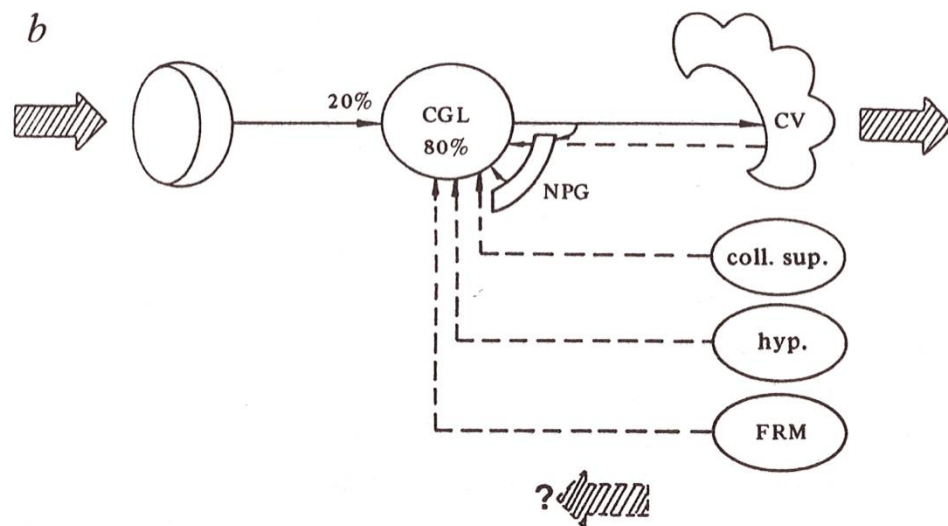 b
20%
CGL
80%
CV
NPG
coll. sup.
hyp.
FRM
?